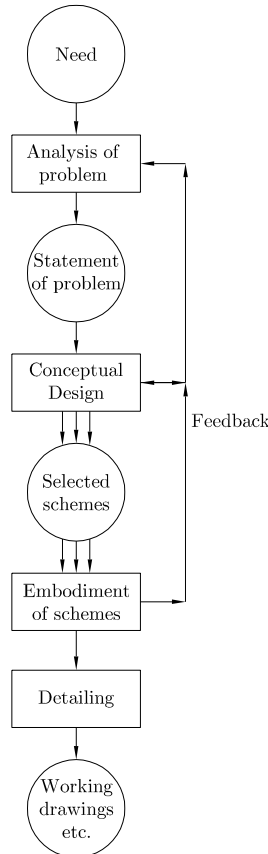 Need
Analysis of
problem
Statement
of problem
Conceptual
Design
Feedback
Selected
schemes
Embodiment
of schemes
Detailing
Working
drawings
etc.